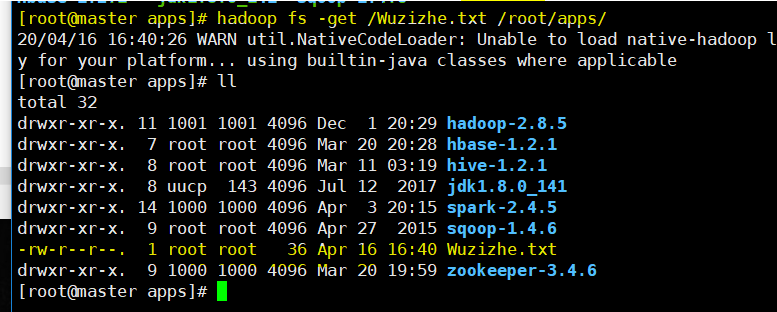 [root@master apps]# hadoop fs -get /Wuzizhe.txt /root/apps/
20/04/16 16:40:26 WARN util.NativeCodeLoader: Unable to load native-hadoop l
y for your platform... using builtin-java classes where applicable
[root@master apps]# ll
total 32
drwxr-xr-x. 11 1001 1001 4096 Dec  1 20:29 hadoop-2.8.5
drwxr-xr-x.  7 root root 4096 Mar 20 20:28 hbase-1.2.1
drwxr-xr-x.  8 root root 4096 Mar 11 03:19 hive-1.2.1
drwxr-xr-x.  8 uucp  143 4096 Jul 12  2017 jdk1.8.0_141
drwxr-xr-x. 14 1000 1000 4096 Apr  3 20:15 spark-2.4.5
drwxr-xr-x.  9 root root 4096 Apr 27  2015 sqoop-1.4.6
-rw-r--r--.  1 root root   36 Apr 16 16:40 Wuzizhe.txt
drwxr-xr-x.  9 1000 1000 4096 Mar 20 19:59 zookeeper-3.4.6
[root@master apps]#